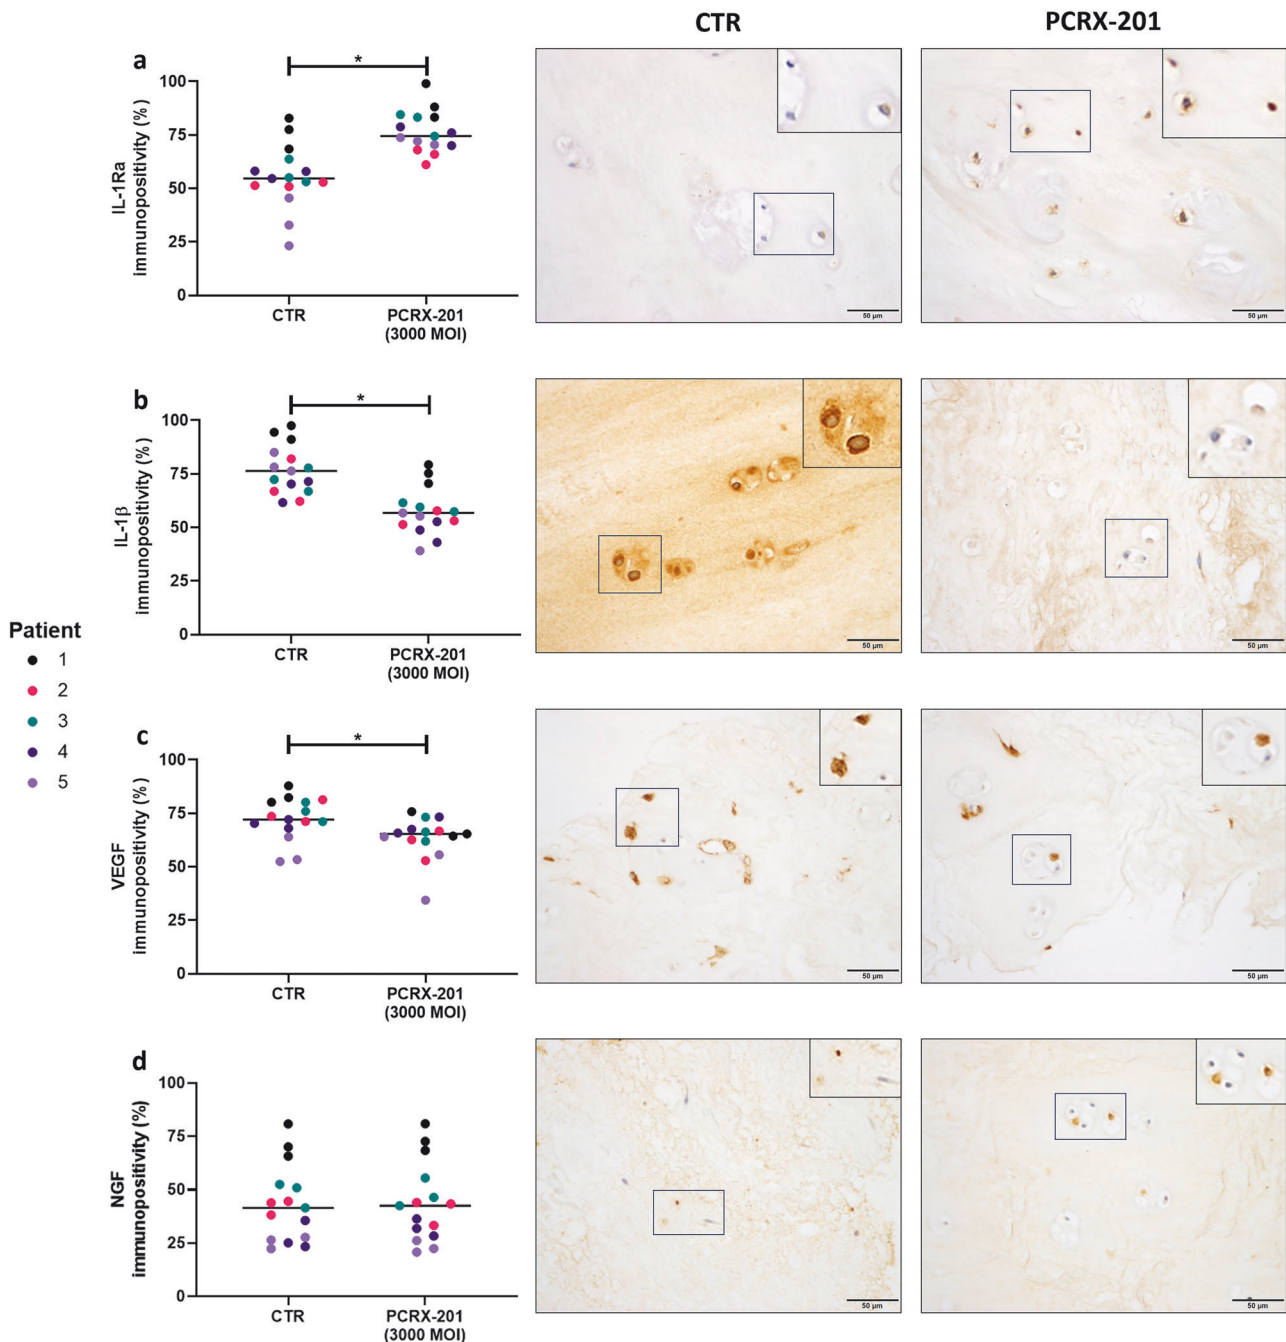 CTR
PCRX-201
a
*
IL-1Ra
immunopositivity (%)
100
75
50
25
0
CTR
PCRX-201
(3000 MOI)
50 µm
50 µm
b
*
IL-1β
immunopositivity (%)
100
75
50
25
0
CTR
PCRX-201
(3000 MOI)
50 µm
50 µm
Patient
1
2
3
4
5
c
*
VEGF
immunopositivity (%)
100
75
50
25
0
CTR
PCRX-201
(3000 MOI)
50 µm
50 µm
d
NGF
immunopositivity (%)
100
75
50
25
0
CTR
PCRX-201
(3000 MOI)
50 µm
50 µm